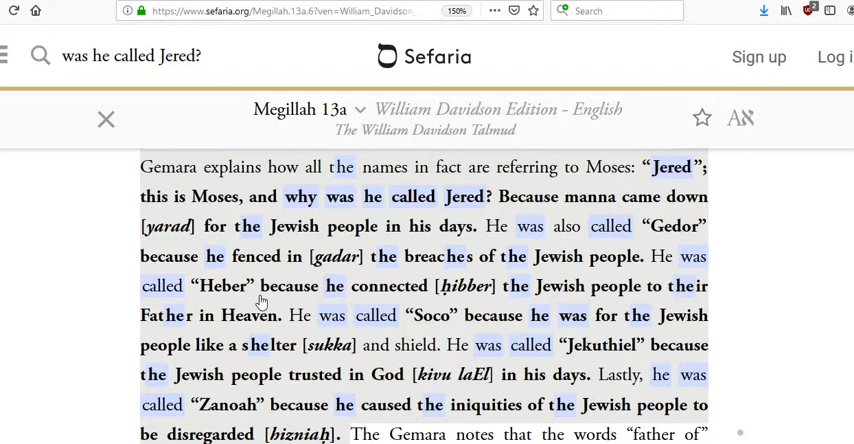 https://www.sefaria.org/Megillah.13a.6?ven=William_Davidson_ 150% Search 2
was he called Jered? Sefaria Sign up Log i
Megillah 13a William Davidson Edition - English
The William Davidson Talmud
Gemara explains how all the names in fact are referring to Moses: “Jered”;
this is Moses, and why was he called Jered? Because manna came down
[yarad] for the Jewish people in his days. He was also called “Gedor”
because he fenced in [gadar] the breaches of the Jewish people. He was
called “Heber” because he connected [ḥibber] the Jewish people to their
Father in Heaven. He was called “Soco” because he was for the Jewish
people like a shelter [sukka] and shield. He was called “Jekuthiel” because
the Jewish people trusted in God [kivu laEl] in his days. Lastly, he was
called “Zanoah” because he caused the iniquities of the Jewish people to
be disregarded [hizniaḥ]. The Gemara notes that the words “father of”